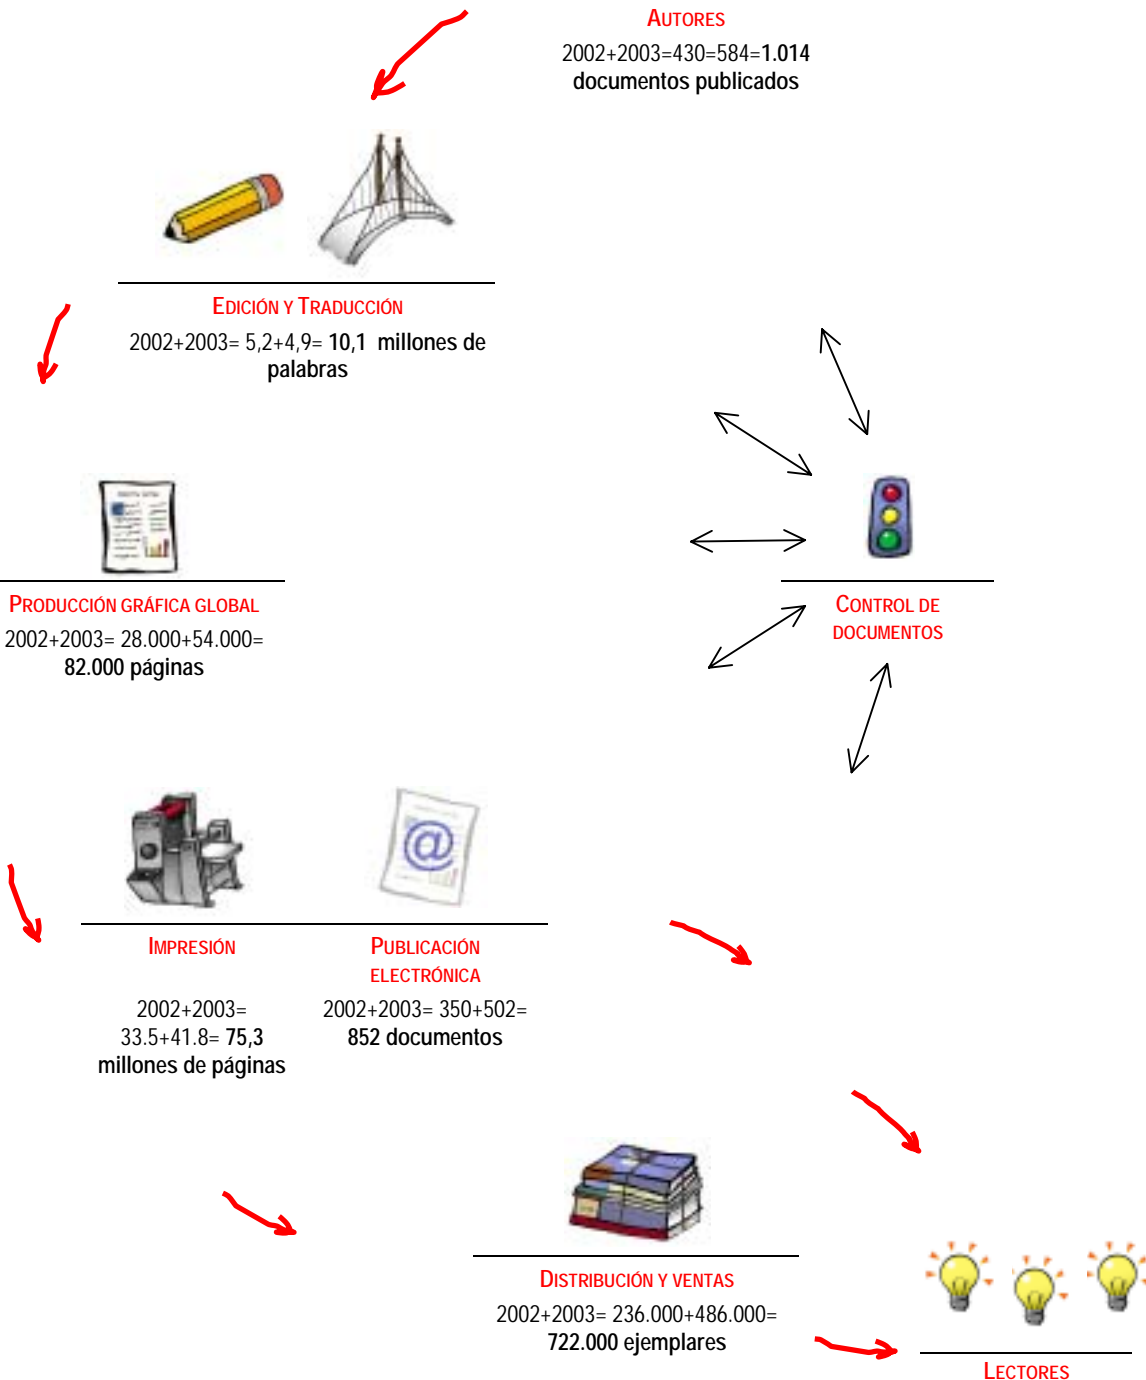 AUTORES
2002+2003=430=584=1.014
documentos publicados
EDICIÓN Y TRADUCCIÓN
2002+2003= 5,2+4,9= 10,1 millones de
palabras
PRODUCCIÓN GRÁFICA GLOBAL
2002+2003= 28.000+54.000=
82.000 páginas
CONTROL DE
DOCUMENTOS
IMPRESIÓN
2002+2003=
33.5+41.8= 75,3
millones de páginas
PUBLICACIÓN
ELECTRÓNICA
2002+2003= 350+502=
852 documentos
DISTRIBUCIÓN Y VENTAS
2002+2003= 236.000+486.000=
722.000 ejemplares
LECTORES